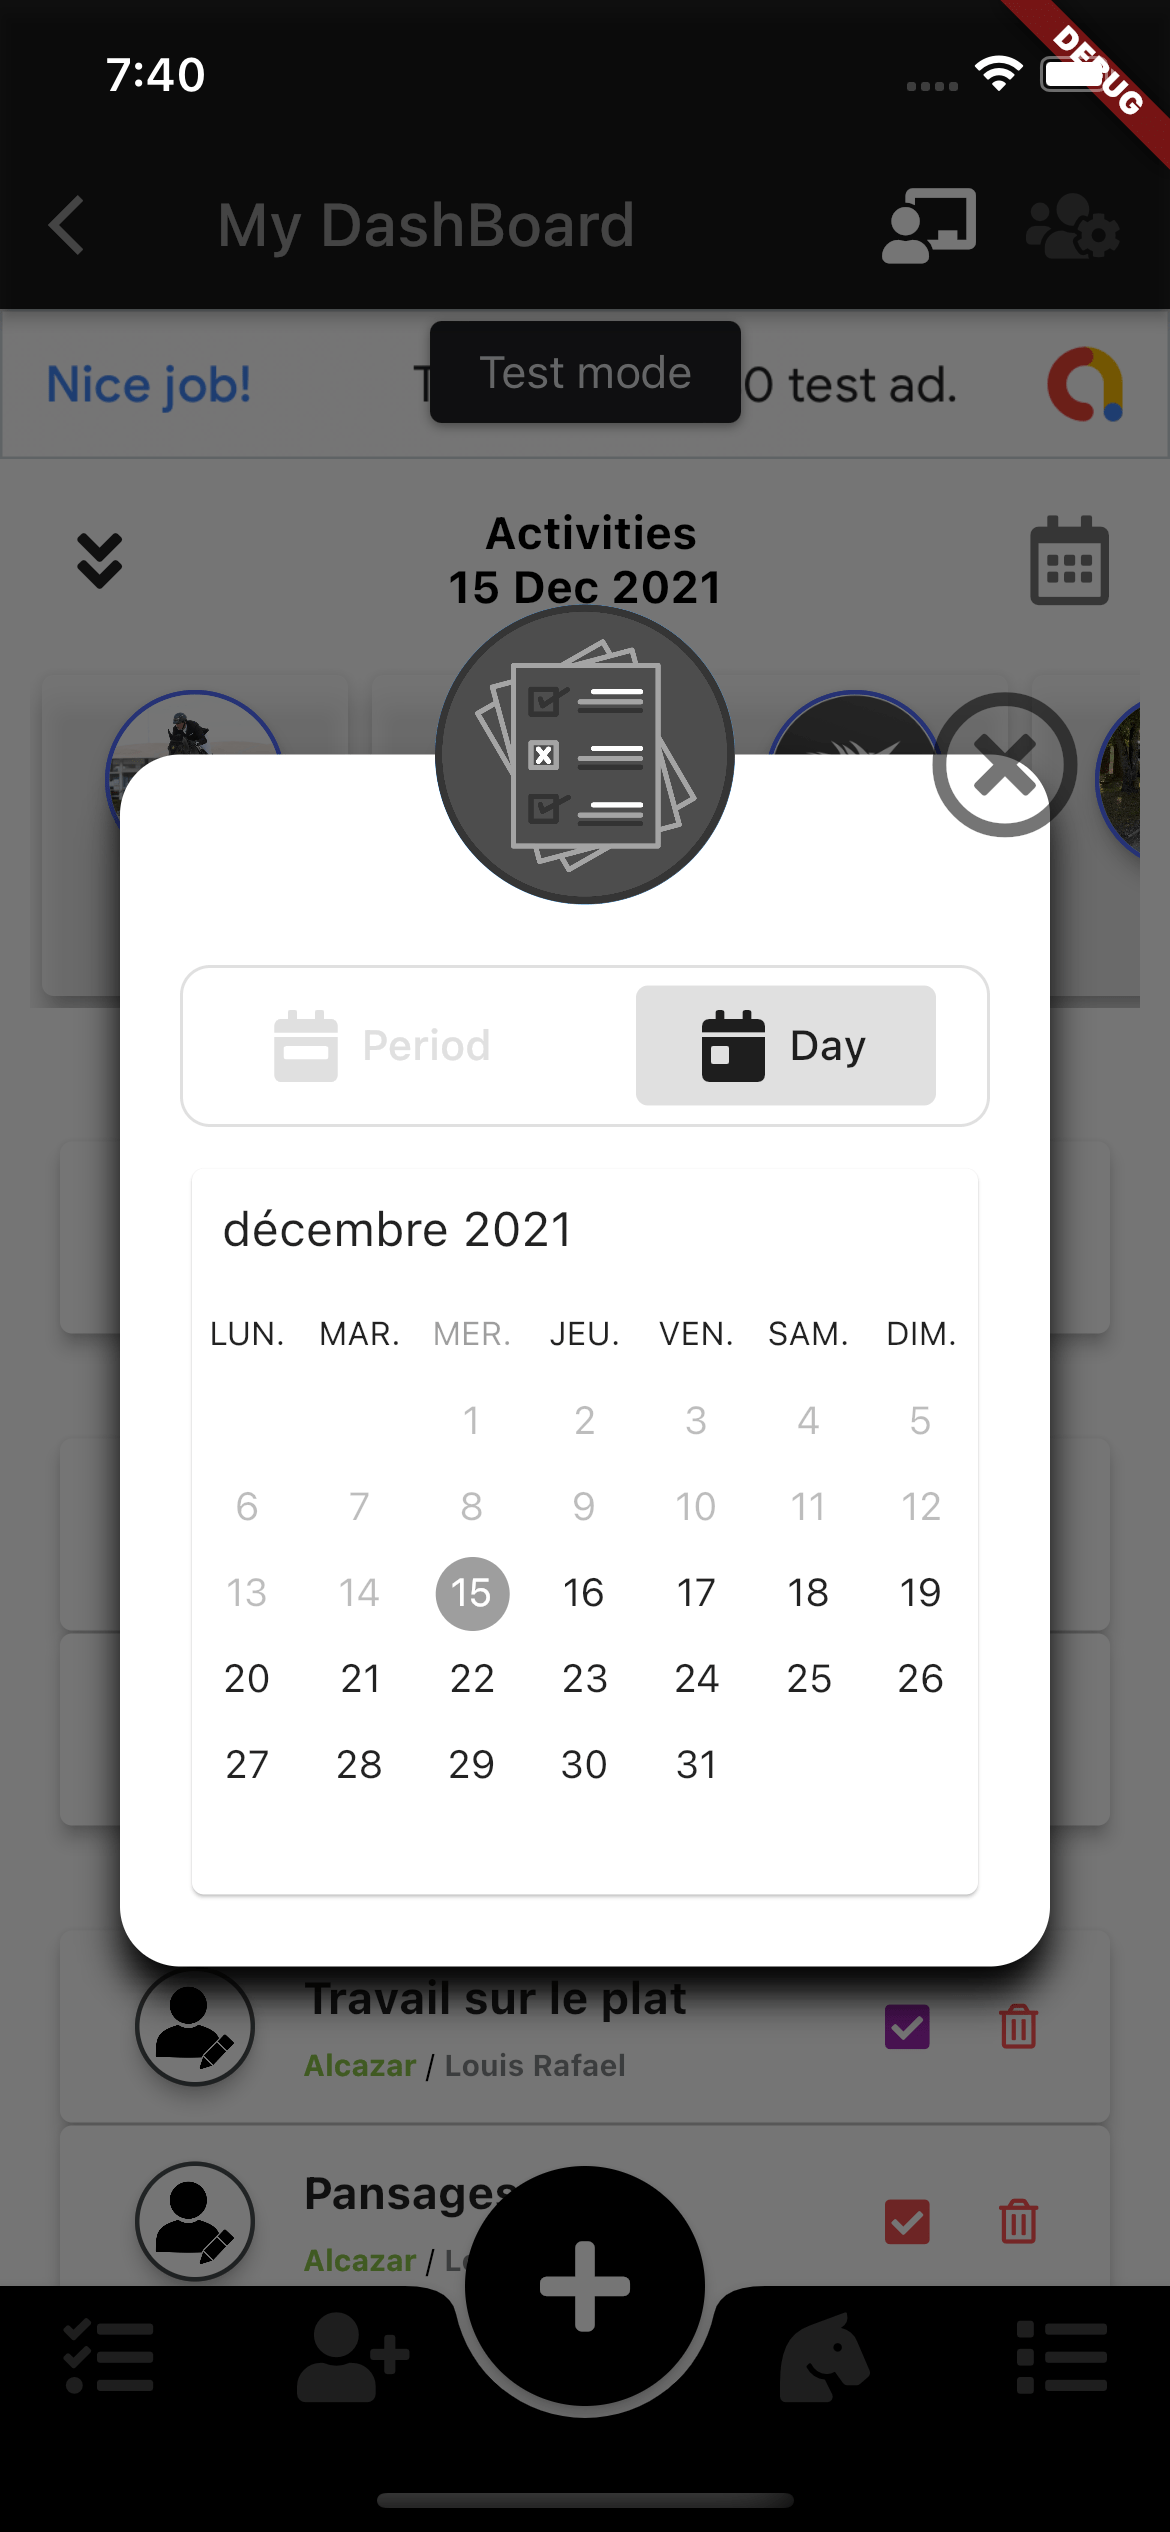 7:40
DEBUG
My DashBoard
Nice job!
Test mode
0 test ad.
Activities
15 Dec 2021
Period
Day
décembre 2021
LUN. MAR. MER. JEU. VEN. SAM. DIM.
1 2 3 4 5
6 7 8 9 10 11 12
13 14 15 16 17 18 19
20 21 22 23 24 25 26
27 28 29 30 31
Travail sur le plat
Alcazar / Louis Rafael
Pansages
Alcazar /